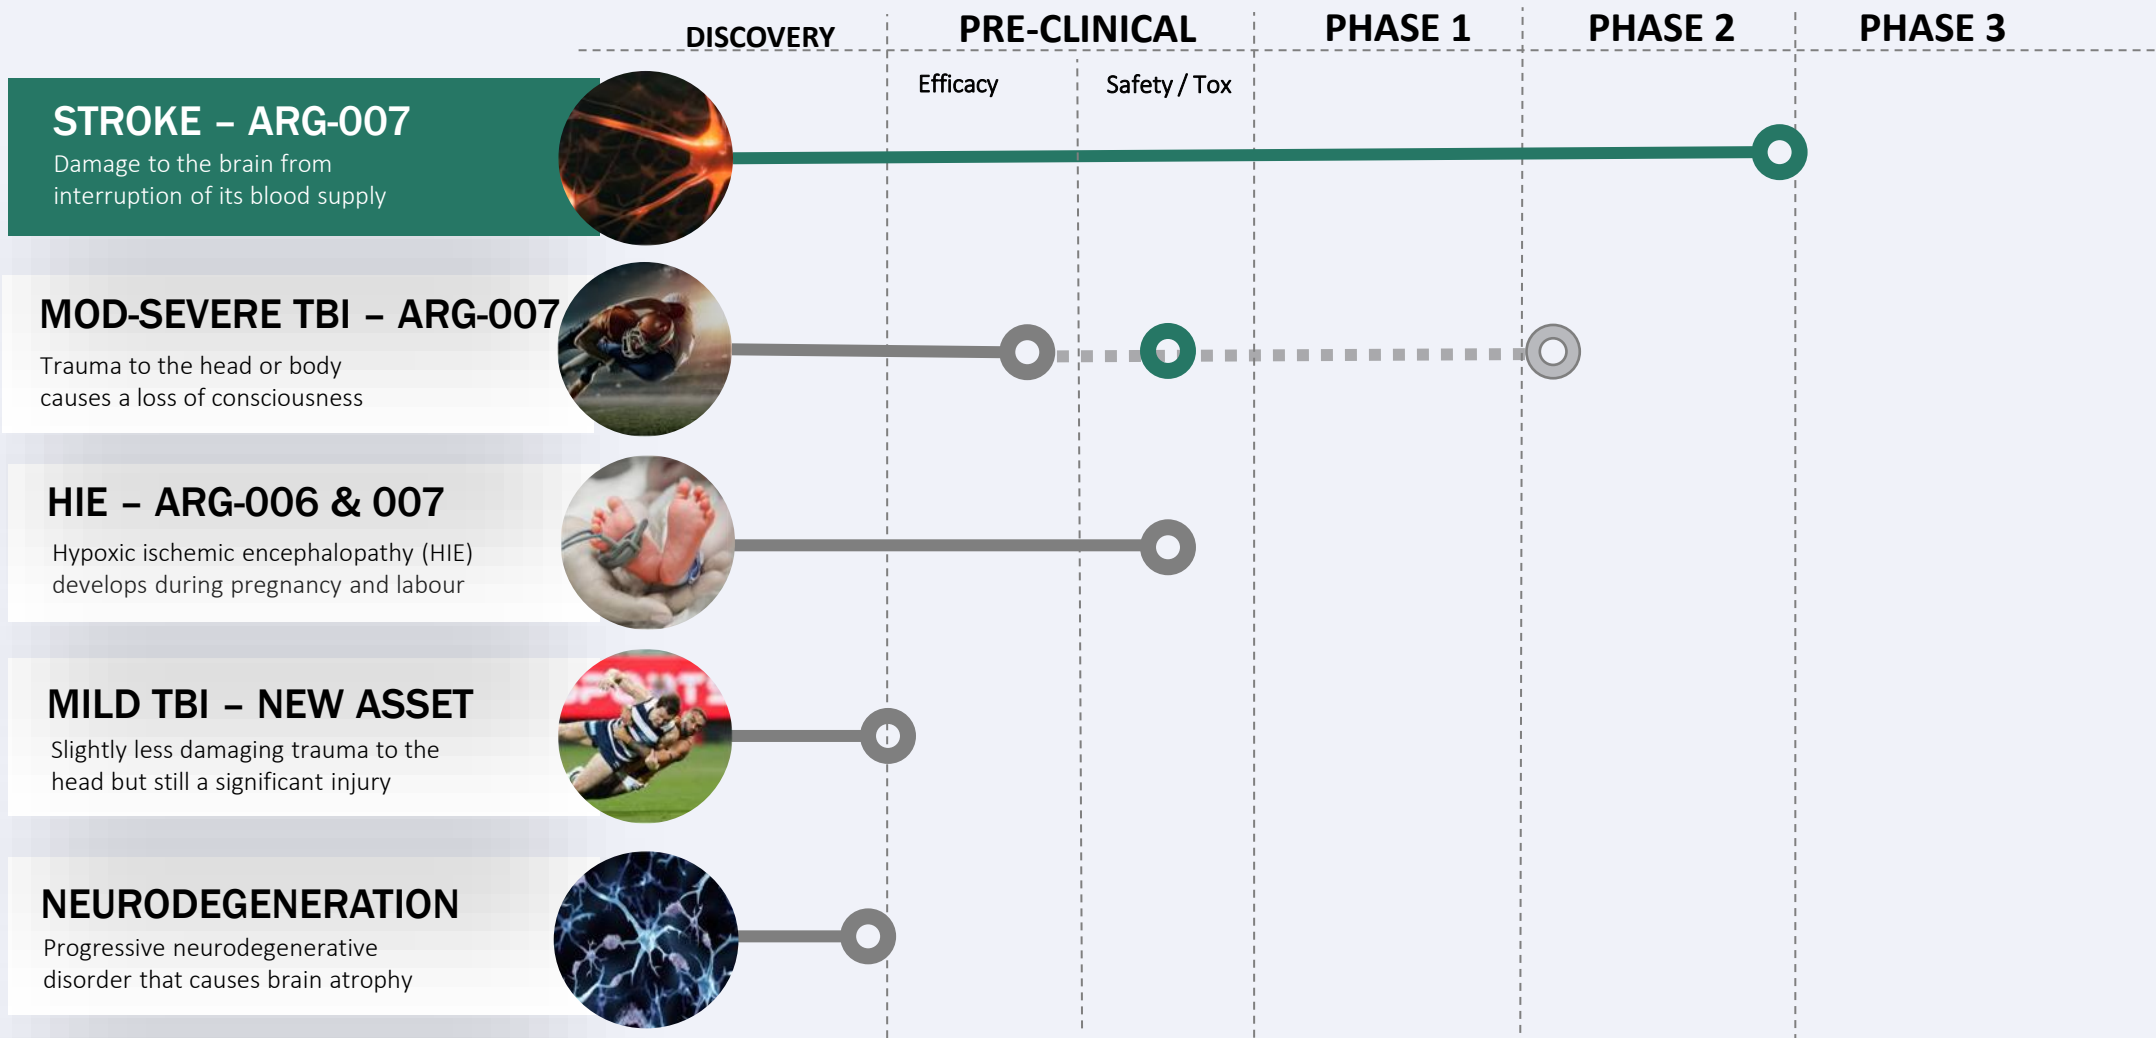 DISCOVERY
PRE-CLINICAL
PHASE 1
PHASE 2
PHASE 3
Efficacy
Safety / Tox
STROKE – ARG-007
Damage to the brain from
interruption of its blood supply
MOD-SEVERE TBI – ARG-007
Trauma to the head or body
causes a loss of consciousness
HIE – ARG-006 & 007
Hypoxic ischemic encephalopathy (HIE)
develops during pregnancy and labour
MILD TBI – NEW ASSET
Slightly less damaging trauma to the
head but still a significant injury
NEURODEGENERATION
Progressive neurodegenerative
disorder that causes brain atrophy